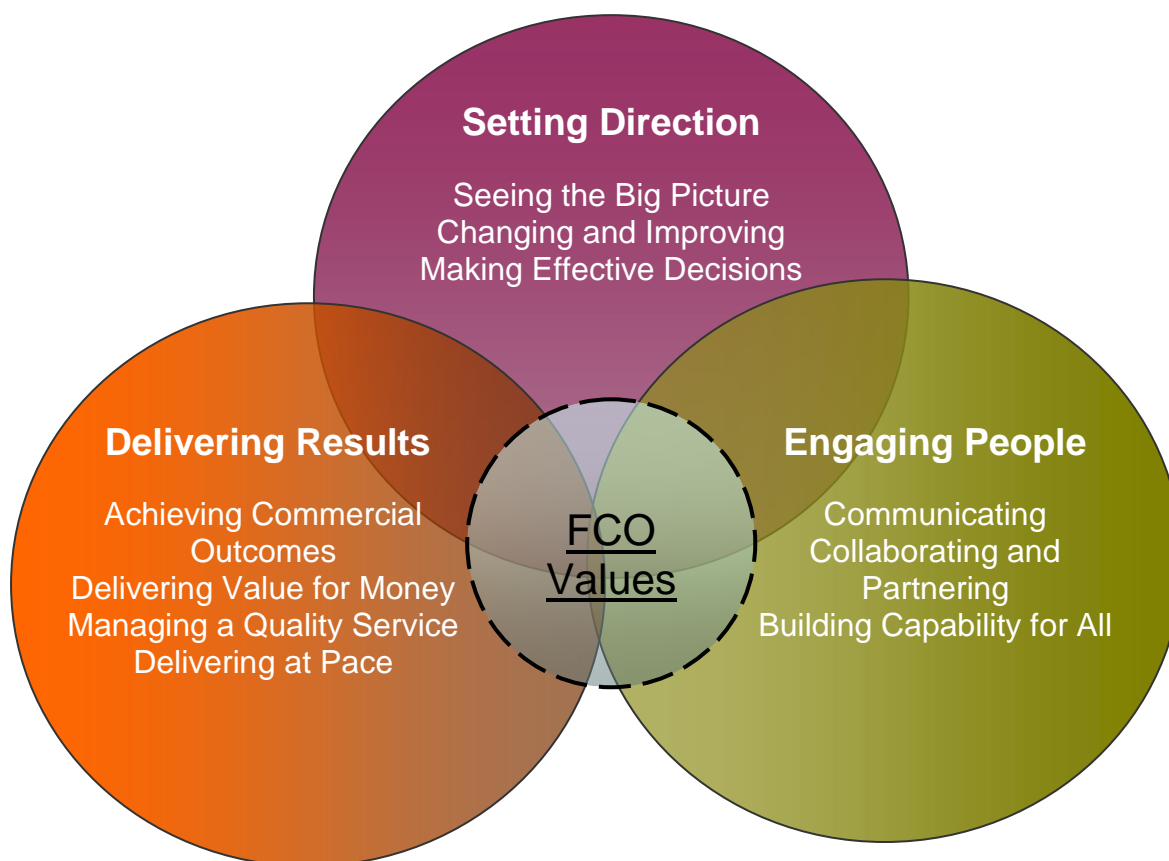 Setting Direction
Seeing the Big Picture
Changing and Improving
Making Effective Decisions
Delivering Results
Achieving Commercial
Outcomes
Delivering Value for Money
Managing a Quality Service
Delivering at Pace
FCO
Values
Engaging People
Communicating
Collaborating and
Partnering
Building Capability for All